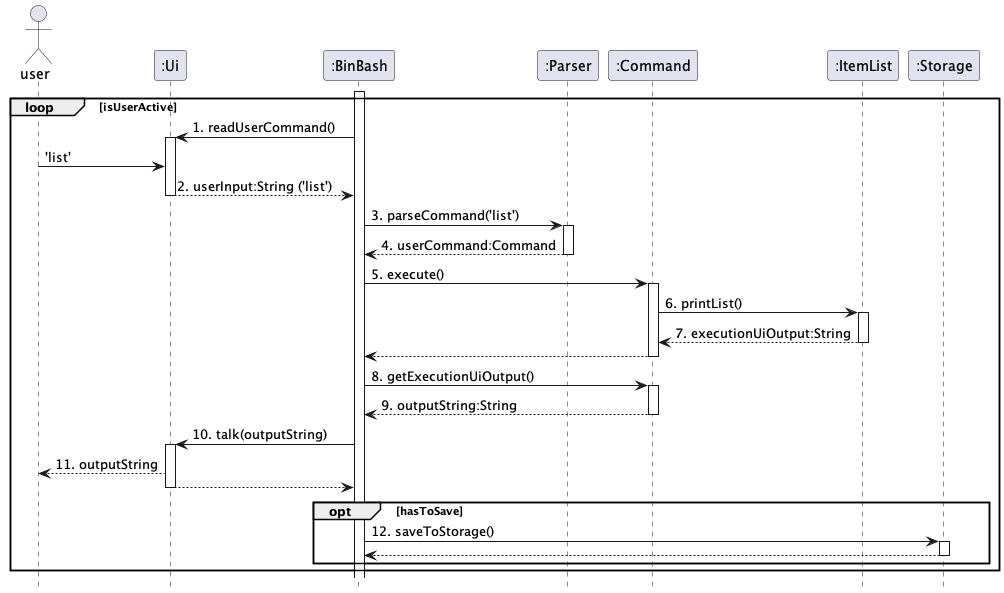 user
:Ui
:BinBash
:Parser
:Command
:ItemList
:Storage
loop
[isUserActive]
1. readUserCommand()
'list'
2. userInput:String ('list')
3. parseCommand('list')
4. userCommand:Command
5. execute()
6. printList()
7. executionUiOutput:String
8. getExecutionUiOutput()
9. outputString:String
10. talk(outputString)
11. outputString
opt
[hasToSave]
12. saveToStorage()